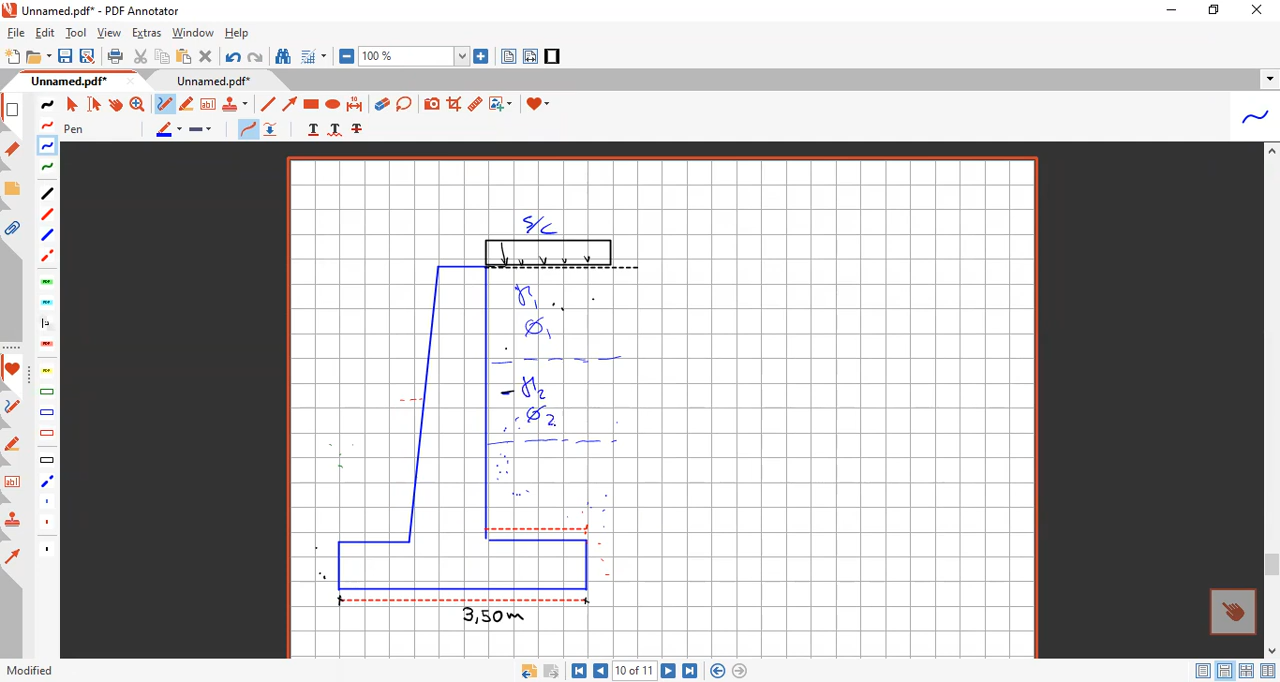 Unnamed.pdf* - PDF Annotator
File Edit Tool View Extras Window Help
100 %
Unnamed.pdf* Unnamed.pdf*
Pen
S/C
γ1
ø1
γ2
ø2
3,50m
Modified
10 of 11